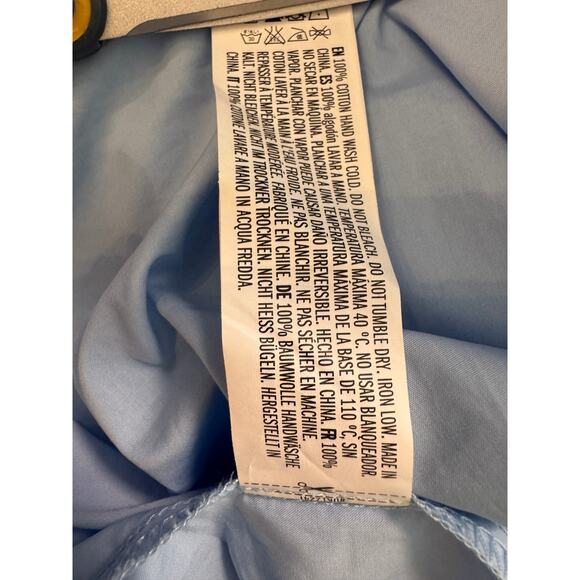 EN 100% COTTON HAND WASH COLD. DO NOT BLEACH. DO NOT TUMBLE DRY. IRON LOW. MADE IN
CHINA. ES 100% algodón LAVAR A MANO. TEMPERATURA MÁXIMA 40 ºC. NO USAR BLANQUEADOR.
NO SECAR EN MÁQUINA. PLANCHAR A UNA TEMPERATURA MÁXIMA DE LA BASE DE 110 ºC, SIN
VAPOR. PLANCHAR CON VAPOR PUEDE CAUSAR DAÑO IRREVERSIBLE. HECHO EN CHINA. FR 100%
COTTON LAVER À LA MAIN À L'EAU FROIDE. NE PAS BLANCHIR. NE PAS SÉCHER EN MACHINE.
REPASSER À TEMPÉRATURE MODÉRÉE. FABRIQUÉ EN CHINE. DE 100% BAUMWOLLE HANDWÄSCHE
KALT. NICHT BLEICHEN. NICHT IM TROCKNER TROCKNEN. NICHT HEISS BÜGELN. HERGESTELLT IN
CHINA. IT 100% COTONE LAVARE A MANO IN ACQUA FREDDA.